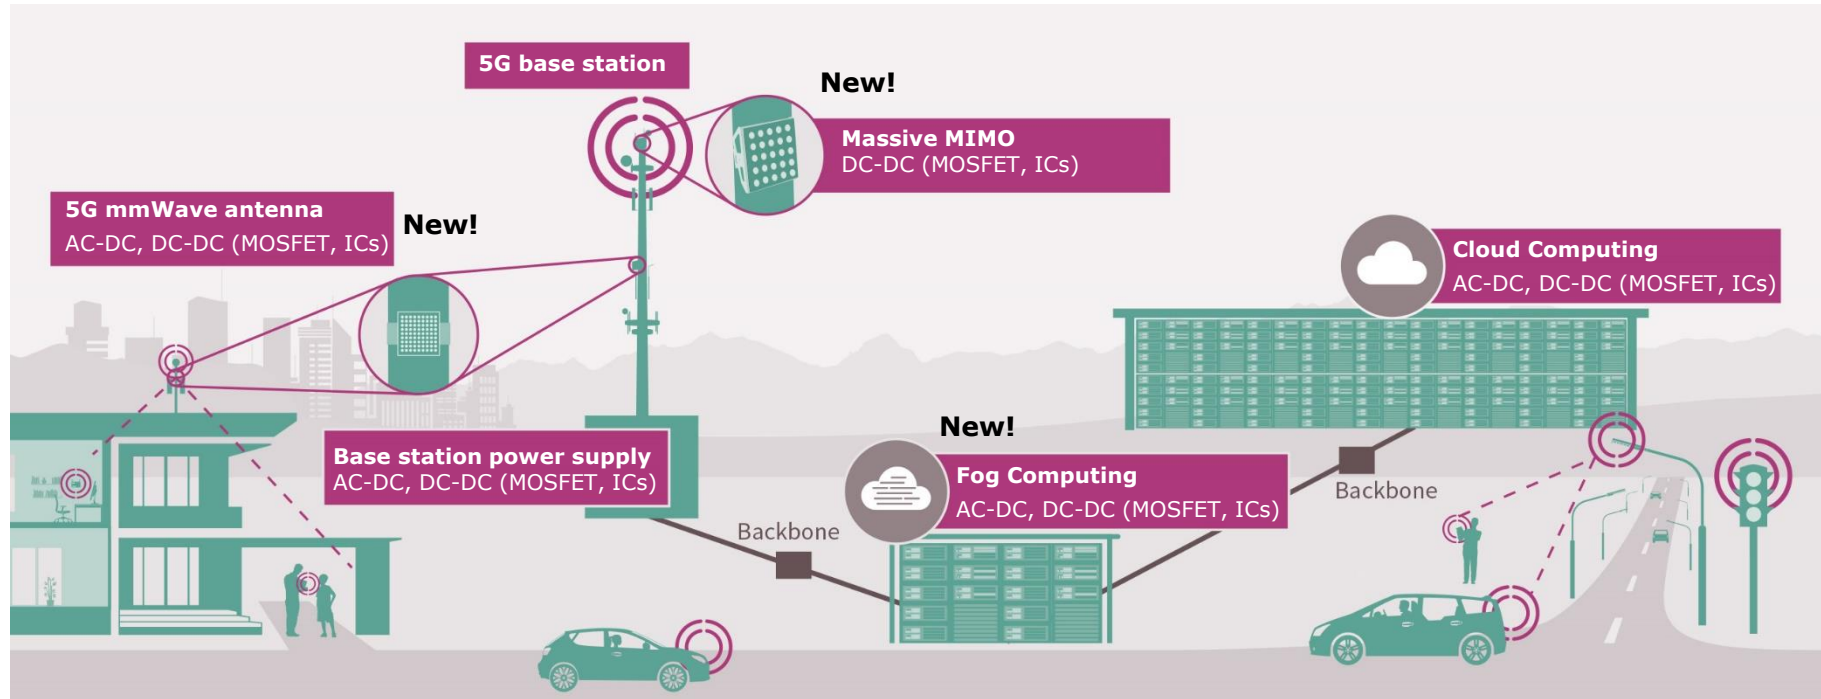 5G base station
New!
Massive MIMO
DC-DC (MOSFET, ICs)
5G mmWave antenna
AC-DC, DC-DC (MOSFET, ICs)
New!
Cloud Computing
AC-DC, DC-DC (MOSFET, ICs)
Base station power supply
AC-DC, DC-DC (MOSFET, ICs)
New!
Fog Computing
AC-DC, DC-DC (MOSFET, ICs)
Backbone
Backbone